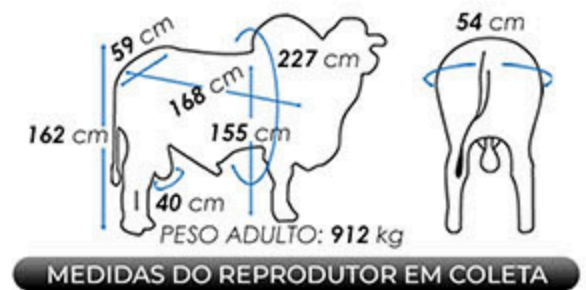 59 cm
54 cm
227 cm
168 cm
162 cm
155 cm
40 cm
PESO ADULTO: 912 kg
MEDIDAS DO REPRODUTOR EM COLETA